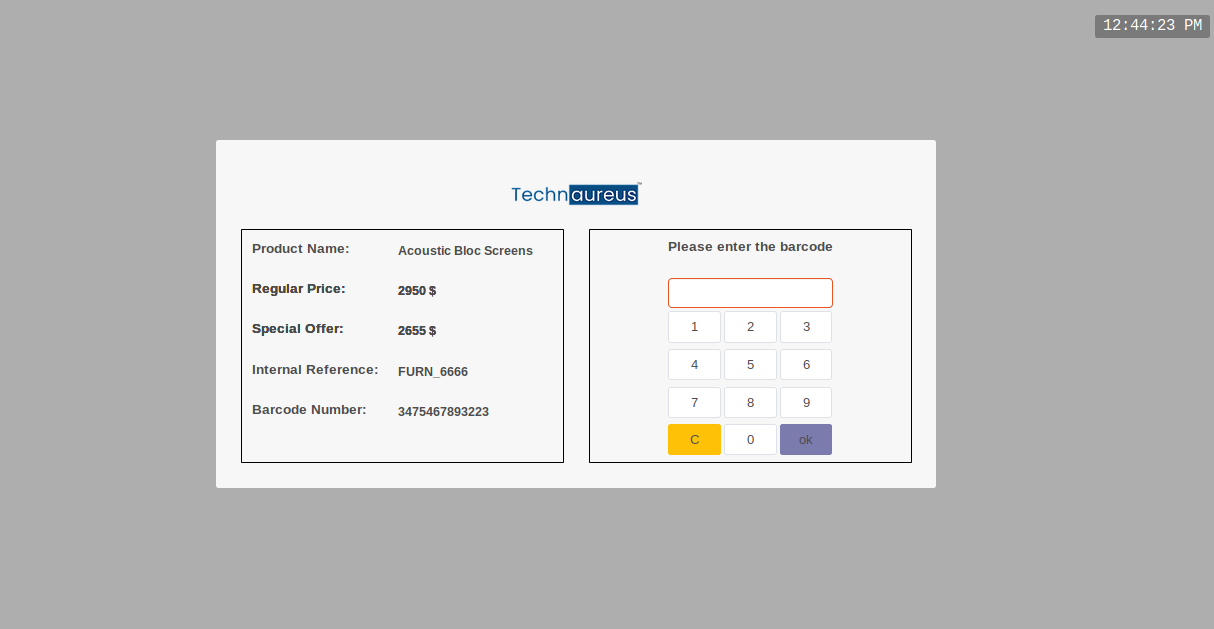 12:44:23 PM
Technaureus™
Product Name: Acoustic Bloc Screens
Regular Price: 2950 $
Special Offer: 2655 $
Internal Reference: FURN_6666
Barcode Number: 3475467893223
Please enter the barcode
1 2 3
4 5 6
7 8 9
C 0 ok